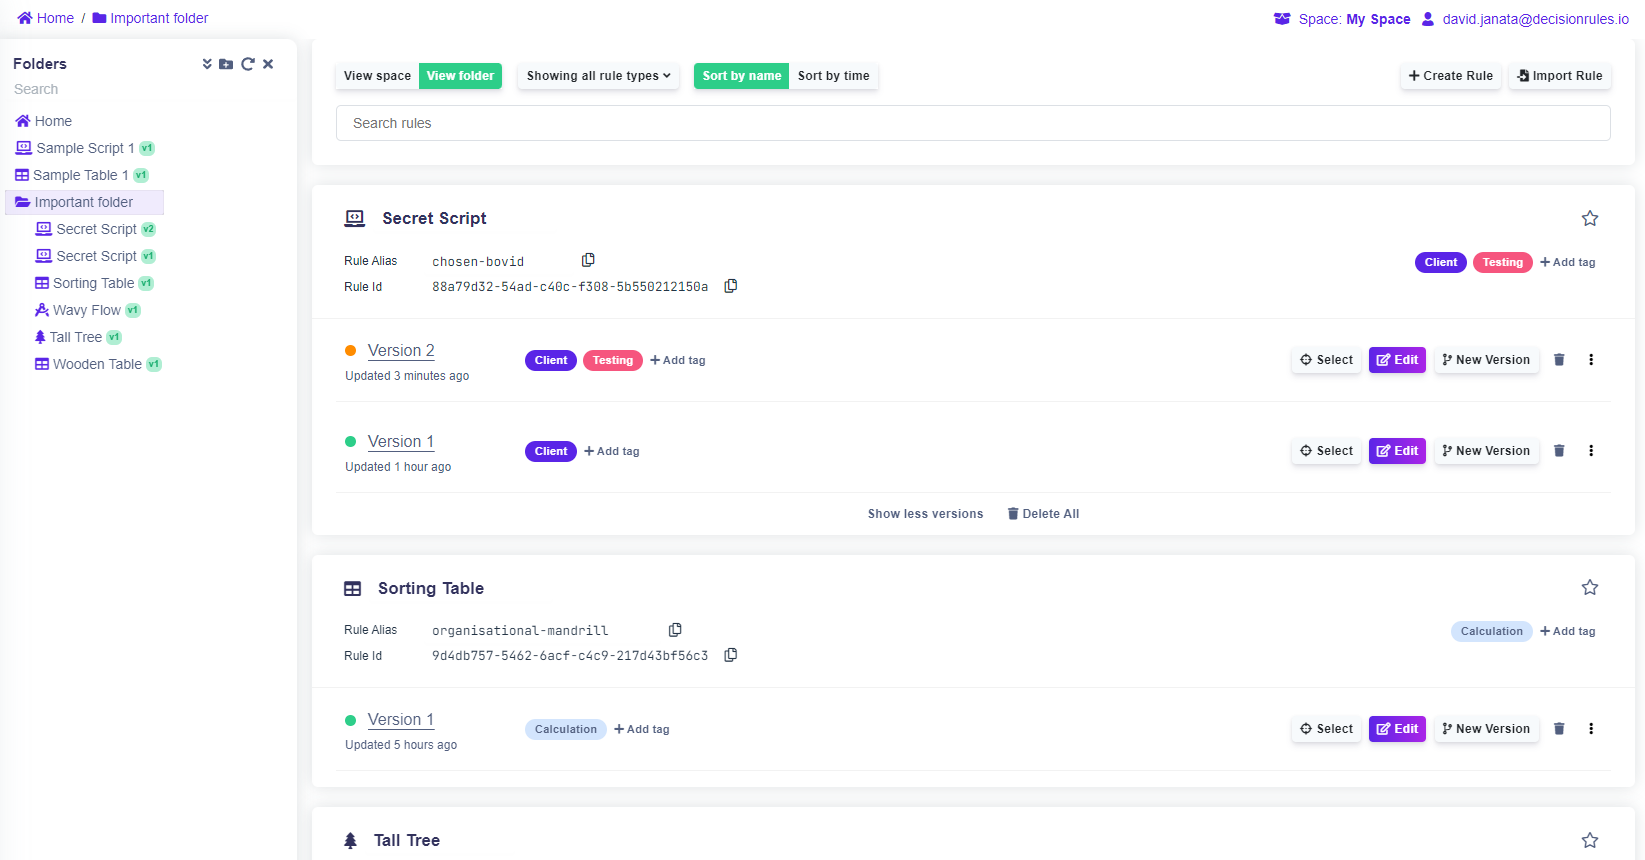 Home / Important folder
Space: My Space david.janata@decisionrules.io
Folders
Search
Home
Sample Script 1 v1
Sample Table 1 v1
Important folder
Secret Script v2
Secret Script v1
Sorting Table v1
Wavy Flow v1
Tall Tree v1
Wooden Table v1
View space View folder Showing all rule types Sort by name Sort by time Create Rule Import Rule
Search rules
Secret Script
Rule Alias chosen-bovid Client Testing + Add tag
Rule Id 88a79d32-54ad-c40c-f308-5b550212150a
Version 2 Client Testing + Add tag Select Edit New Version
Updated 3 minutes ago
Version 1 Client + Add tag Select Edit New Version
Updated 1 hour ago
Show less versions Delete All
Sorting Table
Rule Alias organisational-mandrill Calculation + Add tag
Rule Id 9d4db757-5462-6acf-c4c9-217d43bf56c3
Version 1 Calculation + Add tag Select Edit New Version
Updated 5 hours ago
Tall Tree